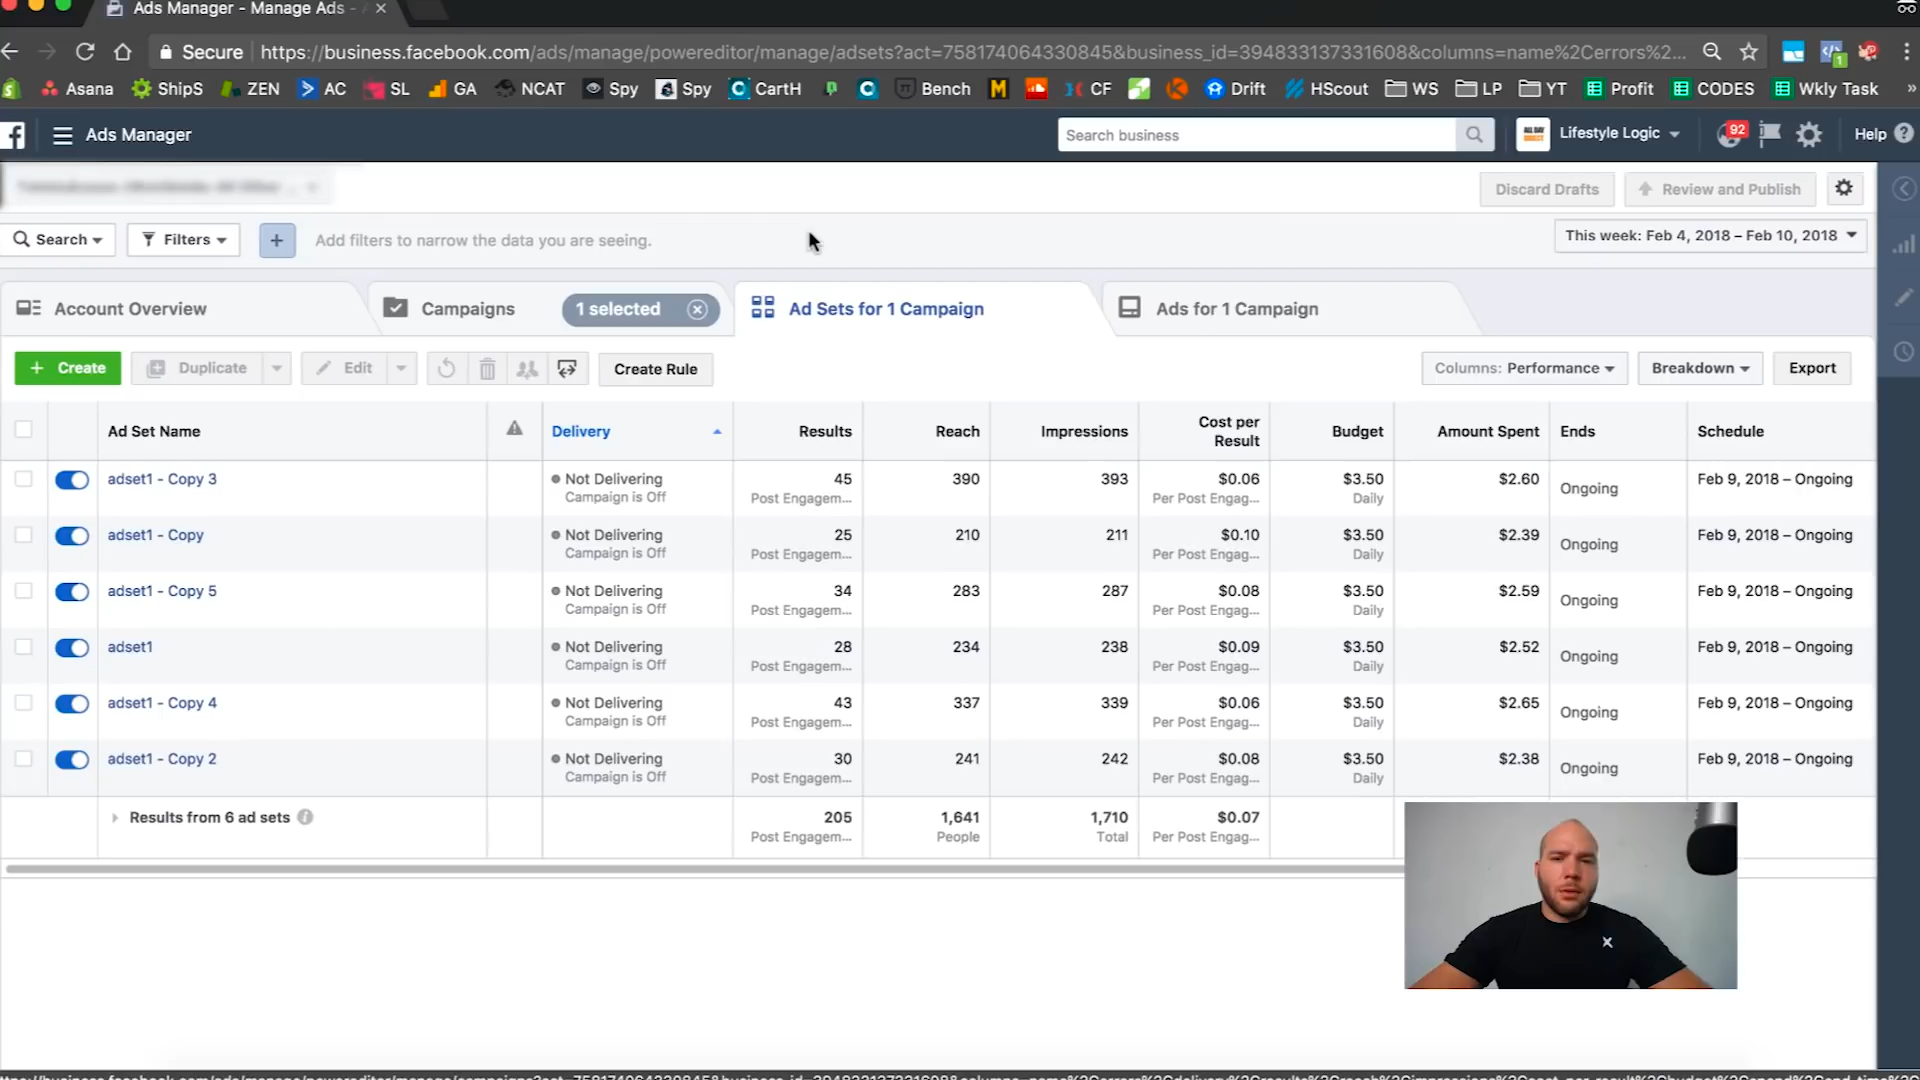 Ads Manager - Manage Ads -
Secure https://business.facebook.com/ads/manage/powereditor/manage/adsets?act=758174064330845&business_id=394833137331608&columns=name%2Cerrors%2...
Asana ShipS ZEN AC SL GA NCAT Spy Spy CartH Bench CF Drift HScout WS LP YT Profit CODES Wkly Task »
Ads Manager Search business Lifestyle Logic 92 Help
Discard Drafts Review and Publish
Search Filters + Add filters to narrow the data you are seeing. This week: Feb 4, 2018 – Feb 10, 2018
Account Overview Campaigns 1 selected Ad Sets for 1 Campaign Ads for 1 Campaign
+ Create Duplicate Edit Create Rule Columns: Performance Breakdown Export
Ad Set Name Delivery Results Reach Impressions Cost per Result Budget Amount Spent Ends Schedule
adset1 - Copy 3 Not Delivering 45 390 393 $0.06 $3.50 $2.60 Ongoing Feb 9, 2018 – Ongoing
Campaign is Off Post Engagem... Per Post Engag... Daily
adset1 - Copy Not Delivering 25 210 211 $0.10 $3.50 $2.39 Ongoing Feb 9, 2018 – Ongoing
Campaign is Off Post Engagem... Per Post Engag... Daily
adset1 - Copy 5 Not Delivering 34 283 287 $0.08 $3.50 $2.59 Ongoing Feb 9, 2018 – Ongoing
Campaign is Off Post Engagem... Per Post Engag... Daily
adset1 Not Delivering 28 234 238 $0.09 $3.50 $2.52 Ongoing Feb 9, 2018 – Ongoing
Campaign is Off Post Engagem... Per Post Engag... Daily
adset1 - Copy 4 Not Delivering 43 337 339 $0.06 $3.50 $2.65 Ongoing Feb 9, 2018 – Ongoing
Campaign is Off Post Engagem... Per Post Engag... Daily
adset1 - Copy 2 Not Delivering 30 241 242 $0.08 $3.50 $2.38 Ongoing Feb 9, 2018 – Ongoing
Campaign is Off Post Engagem... Per Post Engag... Daily
Results from 6 ad sets 205 1,641 1,710 $0.07
Post Engagem... People Total Per Post Engag...